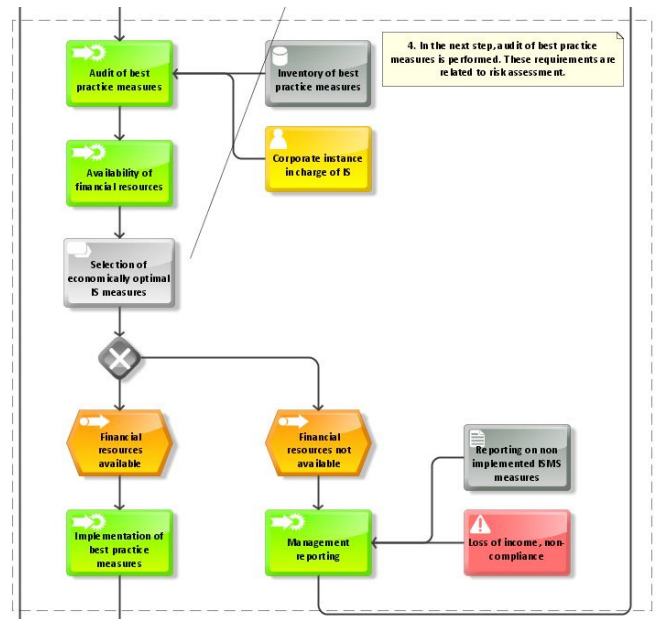 Audit of best
practice measures
Inventory of best
practice measures
4. In the next step, audit of best practice
measures is performed. These requirements are
related to risk assessment.
Corporate instance
in charge of IS
Availability of
financial resources
Selection of
economically optimal
IS measures
Financial
resources
available
Financial
resources not
available
Reporting on non
implemented ISMS
measures
Implementation of
best practice
measures
Management
reporting
Loss of income, non-
compliance